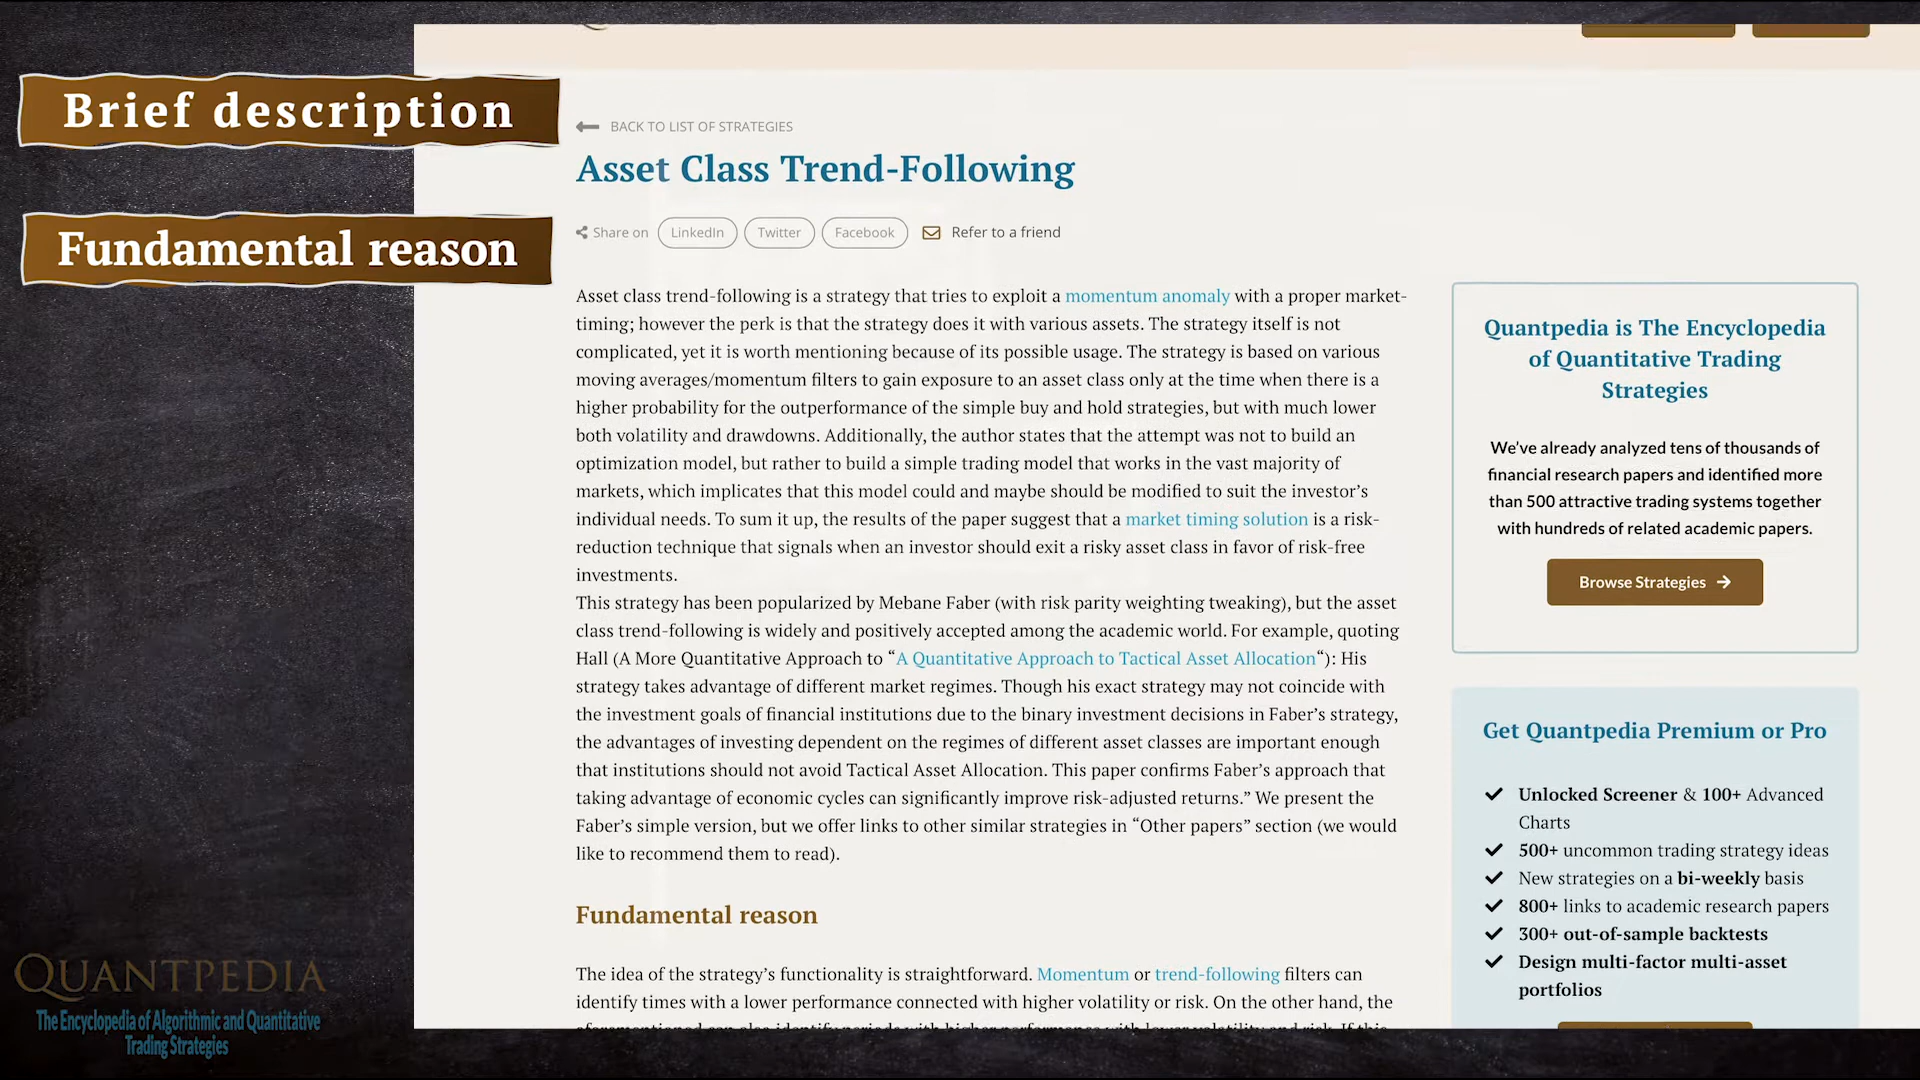 Brief description
Fundamental reason
BACK TO LIST OF STRATEGIES
Asset Class Trend-Following
Share on LinkedIn Twitter Facebook Refer to a friend
Asset class trend-following is a strategy that tries to exploit a momentum anomaly with a proper market-
timing; however the perk is that the strategy does it with various assets. The strategy itself is not
complicated, yet it is worth mentioning because of its possible usage. The strategy is based on various
moving averages/momentum filters to gain exposure to an asset class only at the time when there is a
higher probability for the outperformance of the simple buy and hold strategies, but with much lower
both volatility and drawdowns. Additionally, the author states that the attempt was not to build an
optimization model, but rather to build a simple trading model that works in the vast majority of
markets, which implicates that this model could and maybe should be modified to suit the investor’s
individual needs. To sum it up, the results of the paper suggest that a market timing solution is a risk-
reduction technique that signals when an investor should exit a risky asset class in favor of risk-free
investments.
This strategy has been popularized by Mebane Faber (with risk parity weighting tweaking), but the asset
class trend-following is widely and positively accepted among the academic world. For example, quoting
Hall (A More Quantitative Approach to “A Quantitative Approach to Tactical Asset Allocation“): His
strategy takes advantage of different market regimes. Though his exact strategy may not coincide with
the investment goals of financial institutions due to the binary investment decisions in Faber’s strategy,
the advantages of investing dependent on the regimes of different asset classes are important enough
that institutions should not avoid Tactical Asset Allocation. This paper confirms Faber’s approach that
taking advantage of economic cycles can significantly improve risk-adjusted returns.” We present the
Faber’s simple version, but we offer links to other similar strategies in “Other papers” section (we would
like to recommend them to read).
Fundamental reason
The idea of the strategy’s functionality is straightforward. Momentum or trend-following filters can
identify times with a lower performance connected with higher volatility or risk. On the other hand, the
Quantpedia is The Encyclopedia
of Quantitative Trading
Strategies
We’ve already analyzed tens of thousands of
financial research papers and identified more
than 500 attractive trading systems together
with hundreds of related academic papers.
Browse Strategies
Get Quantpedia Premium or Pro
Unlocked Screener & 100+ Advanced
Charts
500+ uncommon trading strategy ideas
New strategies on a bi-weekly basis
800+ links to academic research papers
300+ out-of-sample backtests
Design multi-factor multi-asset
portfolios
QUANTPEDIA
The Encyclopedia of Algorithmic and Quantitative
Trading Strategies